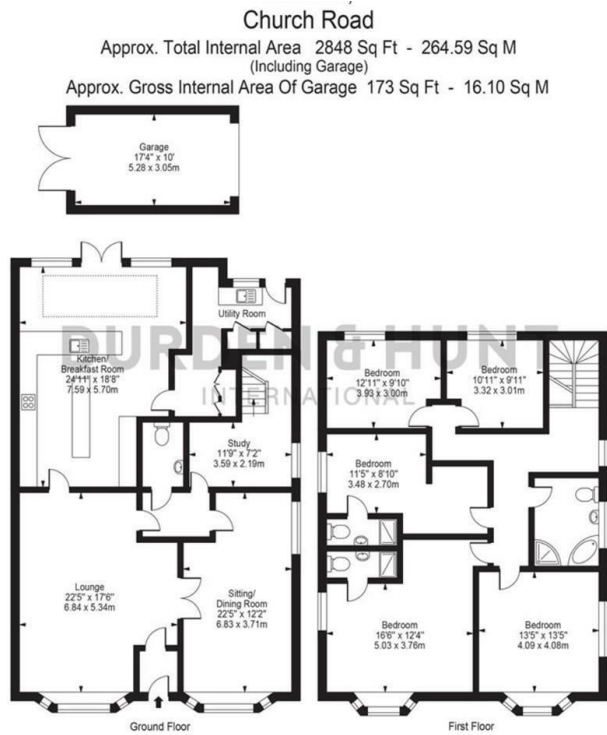 Church Road
Approx. Total Internal Area 2848 Sq Ft - 264.59 Sq M
(Including Garage)
Approx. Gross Internal Area Of Garage 173 Sq Ft - 16.10 Sq M
Garage
17'4" x 10'
5.28 x 3.05m
Utility Room
DURDEN & HUNT
INTERNATIONAL
Kitchen/
Breakfast Room
24'11" x 18'8"
7.59 x 5.70m
Study
11'9" x 7'2"
3.59 x 2.19m
Lounge
22'5" x 17'6"
6.84 x 5.34m
Sitting/
Dining Room
22'5" x 12'2"
6.83 x 3.71m
Ground Floor
Bedroom
12'11" x 9'10"
3.93 x 3.00m
Bedroom
10'11" x 9'11"
3.32 x 3.01m
Bedroom
11'5" x 8'10"
3.48 x 2.70m
Bedroom
16'6" x 12'4"
5.03 x 3.76m
Bedroom
13'5" x 13'5"
4.09 x 4.08m
First Floor